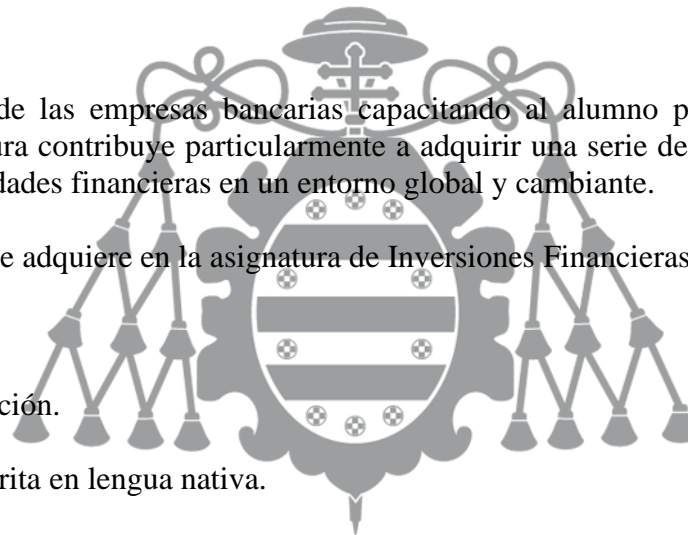 de las empresas bancarias capacitando al alumno p
ura contribuye particularmente a adquirir una serie de
dades financieras en un entorno global y cambiante.
e adquiere en la asignatura de Inversiones Financieras
ción.
rita en lengua nativa.